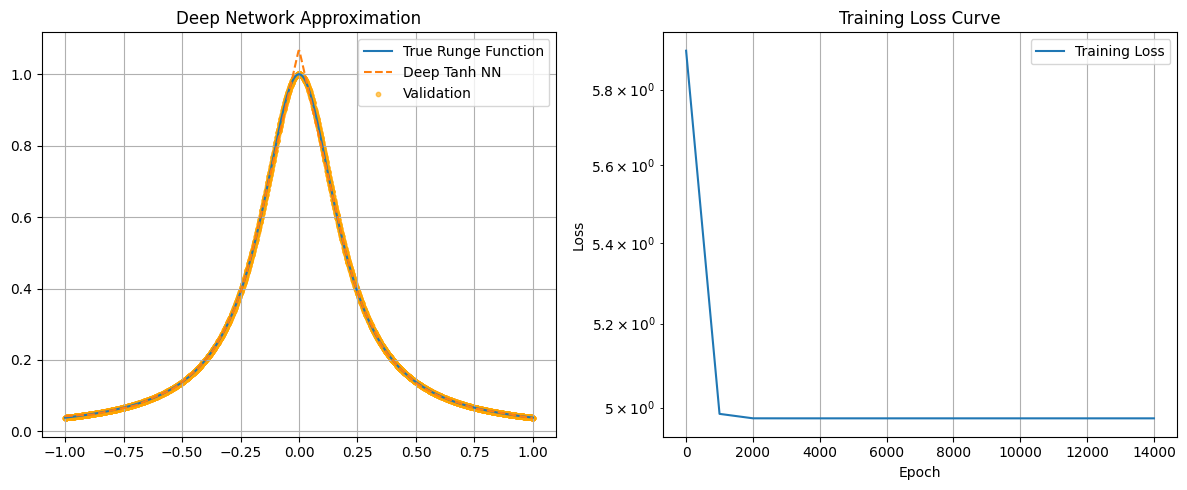 Deep Network Approximation
True Runge Function
Deep Tanh NN
Validation
1.0
0.8
0.6
0.4
0.2
0.0
−1.00 −0.75 −0.50 −0.25 0.00 0.25 0.50 0.75 1.00
Training Loss Curve
Training Loss
5.8 × 10⁰
5.6 × 10⁰
5.4 × 10⁰
5.2 × 10⁰
5 × 10⁰
Loss
0 2000 4000 6000 8000 10000 12000 14000
Epoch